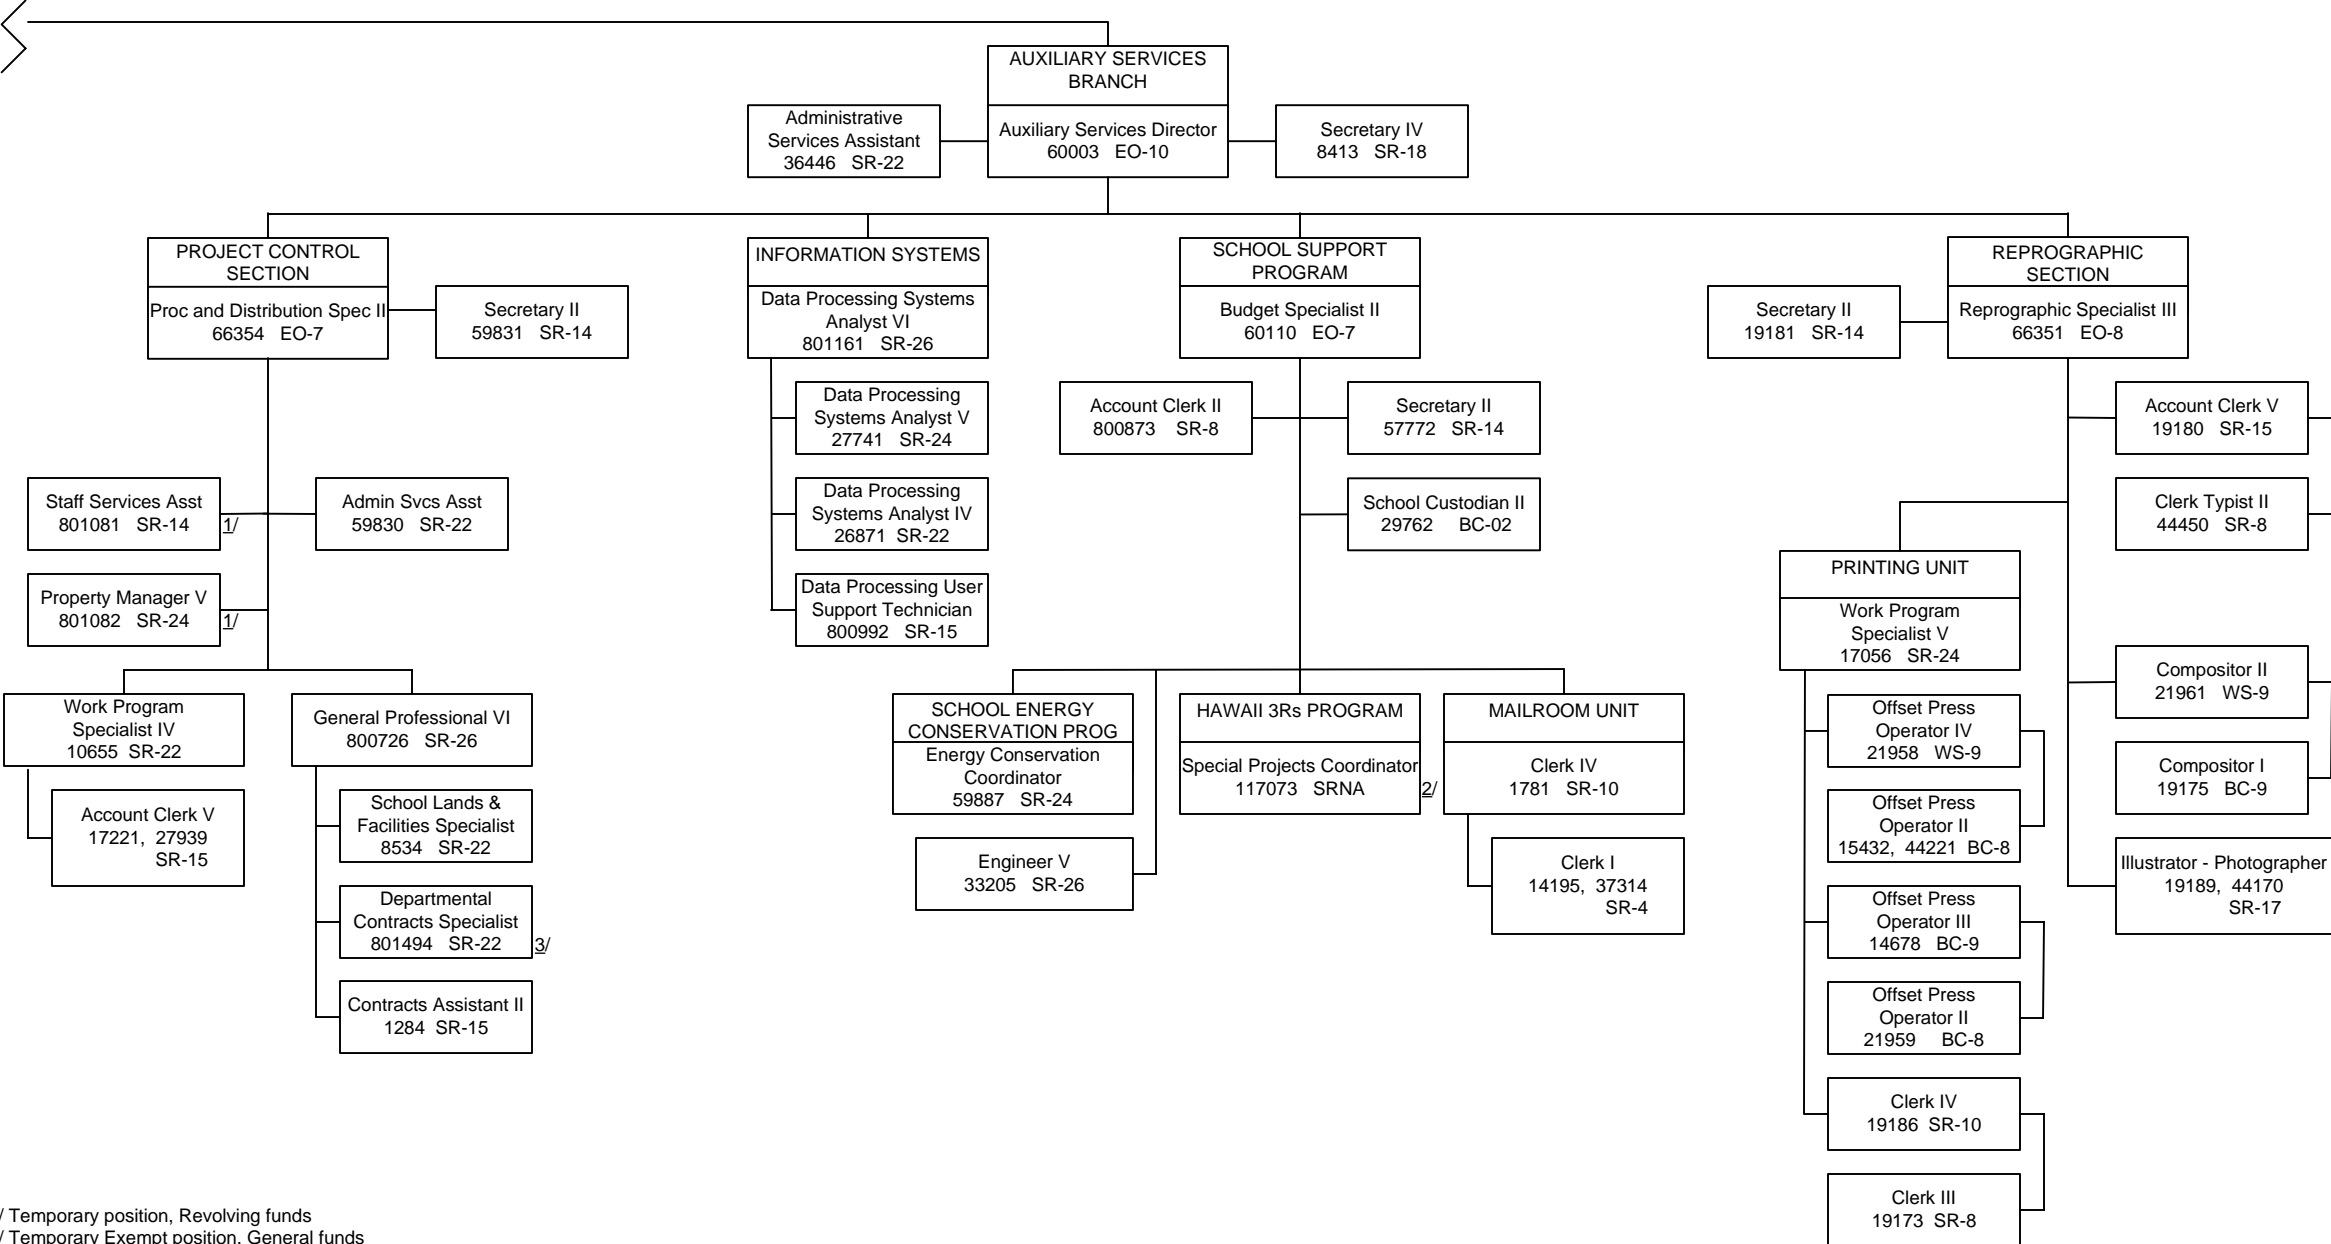 AUXILIARY SERVICES
BRANCH
Auxiliary Services Director
60003 EO-10
Administrative
Services Assistant
36446 SR-22
Secretary IV
8413 SR-18
PROJECT CONTROL
SECTION
Proc and Distribution Spec II
66354 EO-7
Secretary II
59831 SR-14
Staff Services Asst
801081 SR-14
1/
Admin Svcs Asst
59830 SR-22
Property Manager V
801082 SR-24
1/
Work Program
Specialist IV
10655 SR-22
Account Clerk V
17221, 27939
SR-15
General Professional VI
800726 SR-26
School Lands &
Facilities Specialist
8534 SR-22
Departmental
Contracts Specialist
801494 SR-22
3/
Contracts Assistant II
1284 SR-15
INFORMATION SYSTEMS
Data Processing Systems
Analyst VI
801161 SR-26
Data Processing
Systems Analyst V
27741 SR-24
Data Processing
Systems Analyst IV
26871 SR-22
Data Processing User
Support Technician
800992 SR-15
SCHOOL SUPPORT
PROGRAM
Budget Specialist II
60110 EO-7
Account Clerk II
800873 SR-8
Secretary II
57772 SR-14
School Custodian II
29762 BC-02
SCHOOL ENERGY
CONSERVATION PROG
Energy Conservation
Coordinator
59887 SR-24
Engineer V
33205 SR-26
HAWAII 3Rs PROGRAM
Special Projects Coordinator
117073 SRNA
2/
MAILROOM UNIT
Clerk IV
1781 SR-10
Clerk I
14195, 37314
SR-4
REPROGRAPHIC
SECTION
Reprographic Specialist III
66351 EO-8
Secretary II
19181 SR-14
Account Clerk V
19180 SR-15
Clerk Typist II
44450 SR-8
PRINTING UNIT
Work Program
Specialist V
17056 SR-24
Offset Press
Operator IV
21958 WS-9
Offset Press
Operator II
15432, 44221 BC-8
Offset Press
Operator III
14678 BC-9
Offset Press
Operator II
21959 BC-8
Clerk IV
19186 SR-10
Clerk III
19173 SR-8
Compositor II
21961 WS-9
Compositor I
19175 BC-9
Illustrator - Photographer
19189, 44170
SR-17
/ Temporary position, Revolving funds
/ Temporary Exempt position, General funds